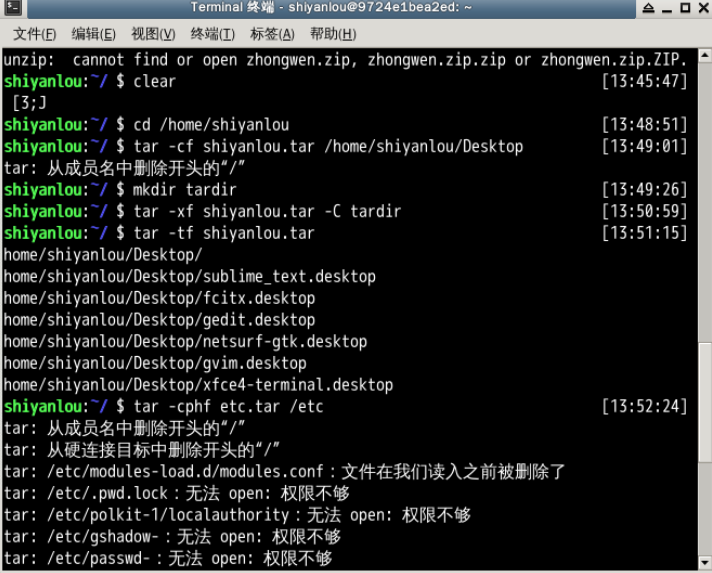 Terminal 终端 - shiyanlou@9724e1bea2ed: ~
文件(F) 编辑(E) 视图(V) 终端(T) 标签(A) 帮助(H)
unzip:  cannot find or open zhongwen.zip, zhongwen.zip.zip or zhongwen.zip.ZIP.
shiyanlou:~/ $ clear [13:45:47]
[3;J
shiyanlou:~/ $ cd /home/shiyanlou [13:48:51]
shiyanlou:~/ $ tar -cf shiyanlou.tar /home/shiyanlou/Desktop [13:49:01]
tar: 从成员名中删除开头的“/”
shiyanlou:~/ $ mkdir tardir [13:49:26]
shiyanlou:~/ $ tar -xf shiyanlou.tar -C tardir [13:50:59]
shiyanlou:~/ $ tar -tf shiyanlou.tar [13:51:15]
home/shiyanlou/Desktop/
home/shiyanlou/Desktop/sublime_text.desktop
home/shiyanlou/Desktop/fcitx.desktop
home/shiyanlou/Desktop/gedit.desktop
home/shiyanlou/Desktop/netsurf-gtk.desktop
home/shiyanlou/Desktop/gvim.desktop
home/shiyanlou/Desktop/xfce4-terminal.desktop
shiyanlou:~/ $ tar -cphf etc.tar /etc [13:52:24]
tar: 从成员名中删除开头的“/”
tar: 从硬连接目标中删除开头的“/”
tar: /etc/modules-load.d/modules.conf：文件在我们读入之前被删除了
tar: /etc/.pwd.lock：无法 open: 权限不够
tar: /etc/polkit-1/localauthority：无法 open: 权限不够
tar: /etc/gshadow-：无法 open: 权限不够
tar: /etc/passwd-：无法 open: 权限不够